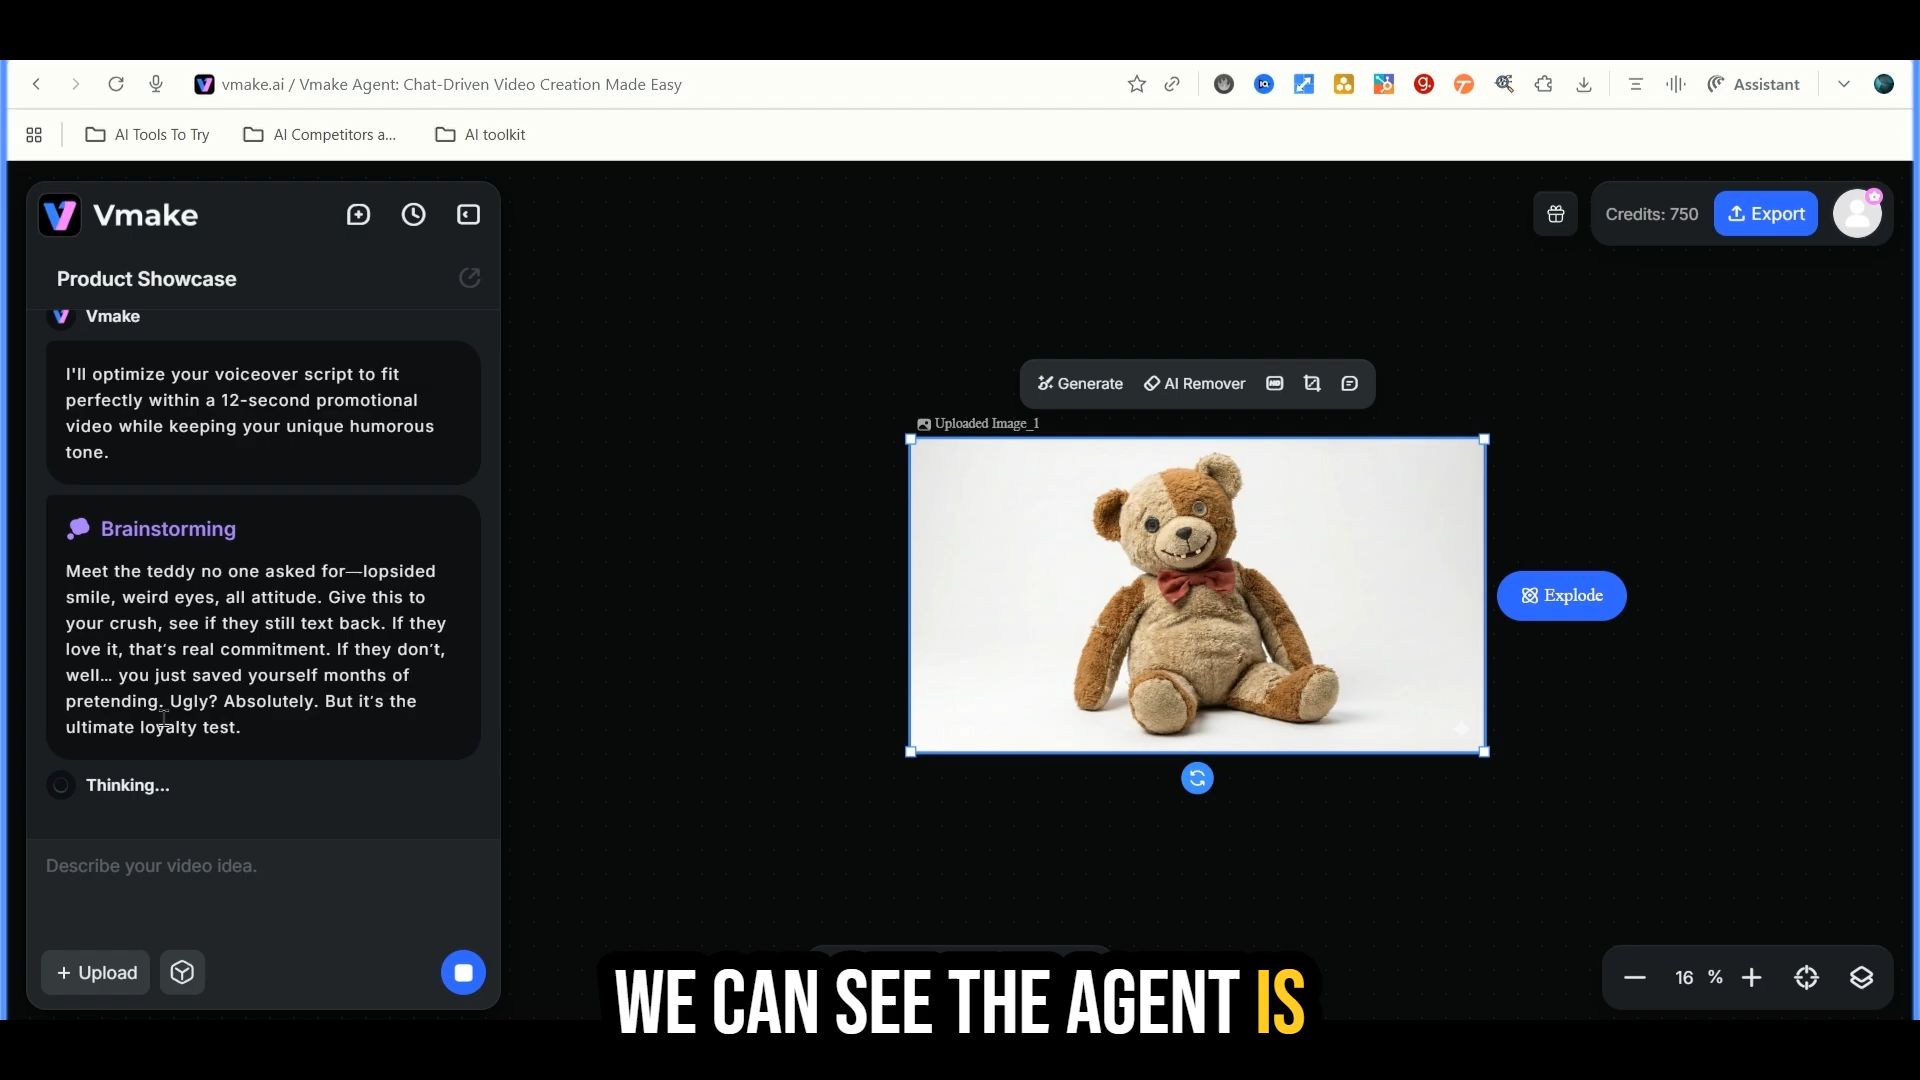 vmake.ai / Vmake Agent: Chat-Driven Video Creation Made Easy
Assistant
AI Tools To Try
AI Competitors a...
AI toolkit
Vmake
Product Showcase
Vmake
I'll optimize your voiceover script to fit
perfectly within a 12-second promotional
video while keeping your unique humorous
tone.
Brainstorming
Meet the teddy no one asked for—lopsided
smile, weird eyes, all attitude. Give this to
your crush, see if they still text back. If they
love it, that's real commitment. If they don't,
well... you just saved yourself months of
pretending. Ugly? Absolutely. But it's the
ultimate loyalty test.
Thinking...
Describe your video idea.
+ Upload
Credits: 750
Export
Generate
AI Remover
HD
Uploaded Image_1
Explode
16 %
WE CAN SEE THE AGENT IS